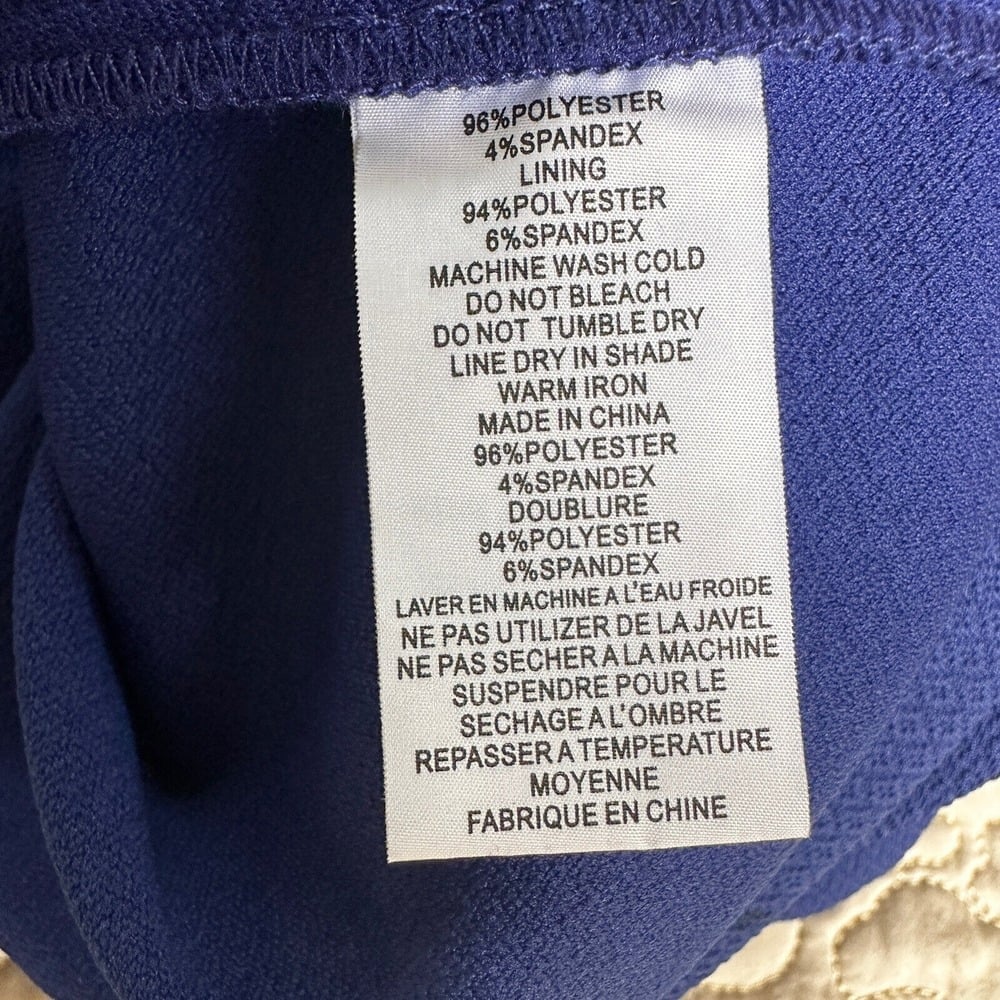 96%POLYESTER
4%SPANDEX
LINING
94%POLYESTER
6%SPANDEX
MACHINE WASH COLD
DO NOT BLEACH
DO NOT TUMBLE DRY
LINE DRY IN SHADE
WARM IRON
MADE IN CHINA
96%POLYESTER
4%SPANDEX
DOUBLURE
94%POLYESTER
6%SPANDEX
LAVER EN MACHINE A L'EAU FROIDE
NE PAS UTILIZER DE LA JAVEL
NE PAS SECHER A LA MACHINE
SUSPENDRE POUR LE
SECHAGE A L'OMBRE
REPASSER A TEMPERATURE
MOYENNE
FABRIQUE EN CHINE